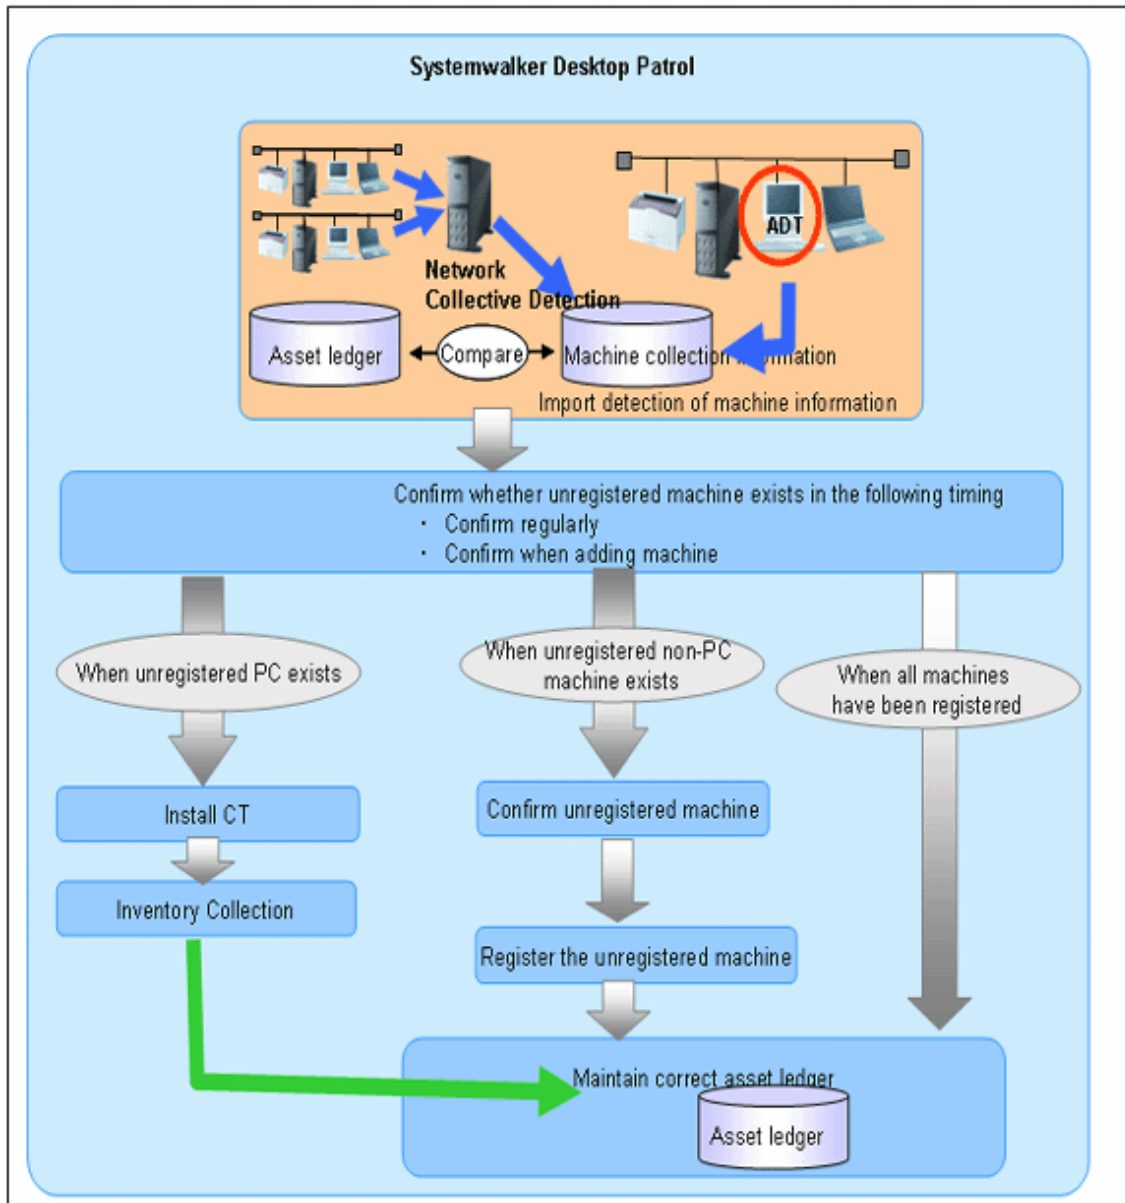 Systemwalker Desktop Patrol
ADT
Network
Collective Detection
Asset ledger
Compare
Machine collection information
Import detection of machine information
Confirm whether unregistered machine exists in the following timing
・ Confirm regularly
・ Confirm when adding machine
When unregistered PC exists
When unregistered non-PC
machine exists
When all machines
have been registered
Install CT
Confirm unregistered machine
Inventory Collection
Register the unregistered machine
Maintain correct asset ledger
Asset ledger